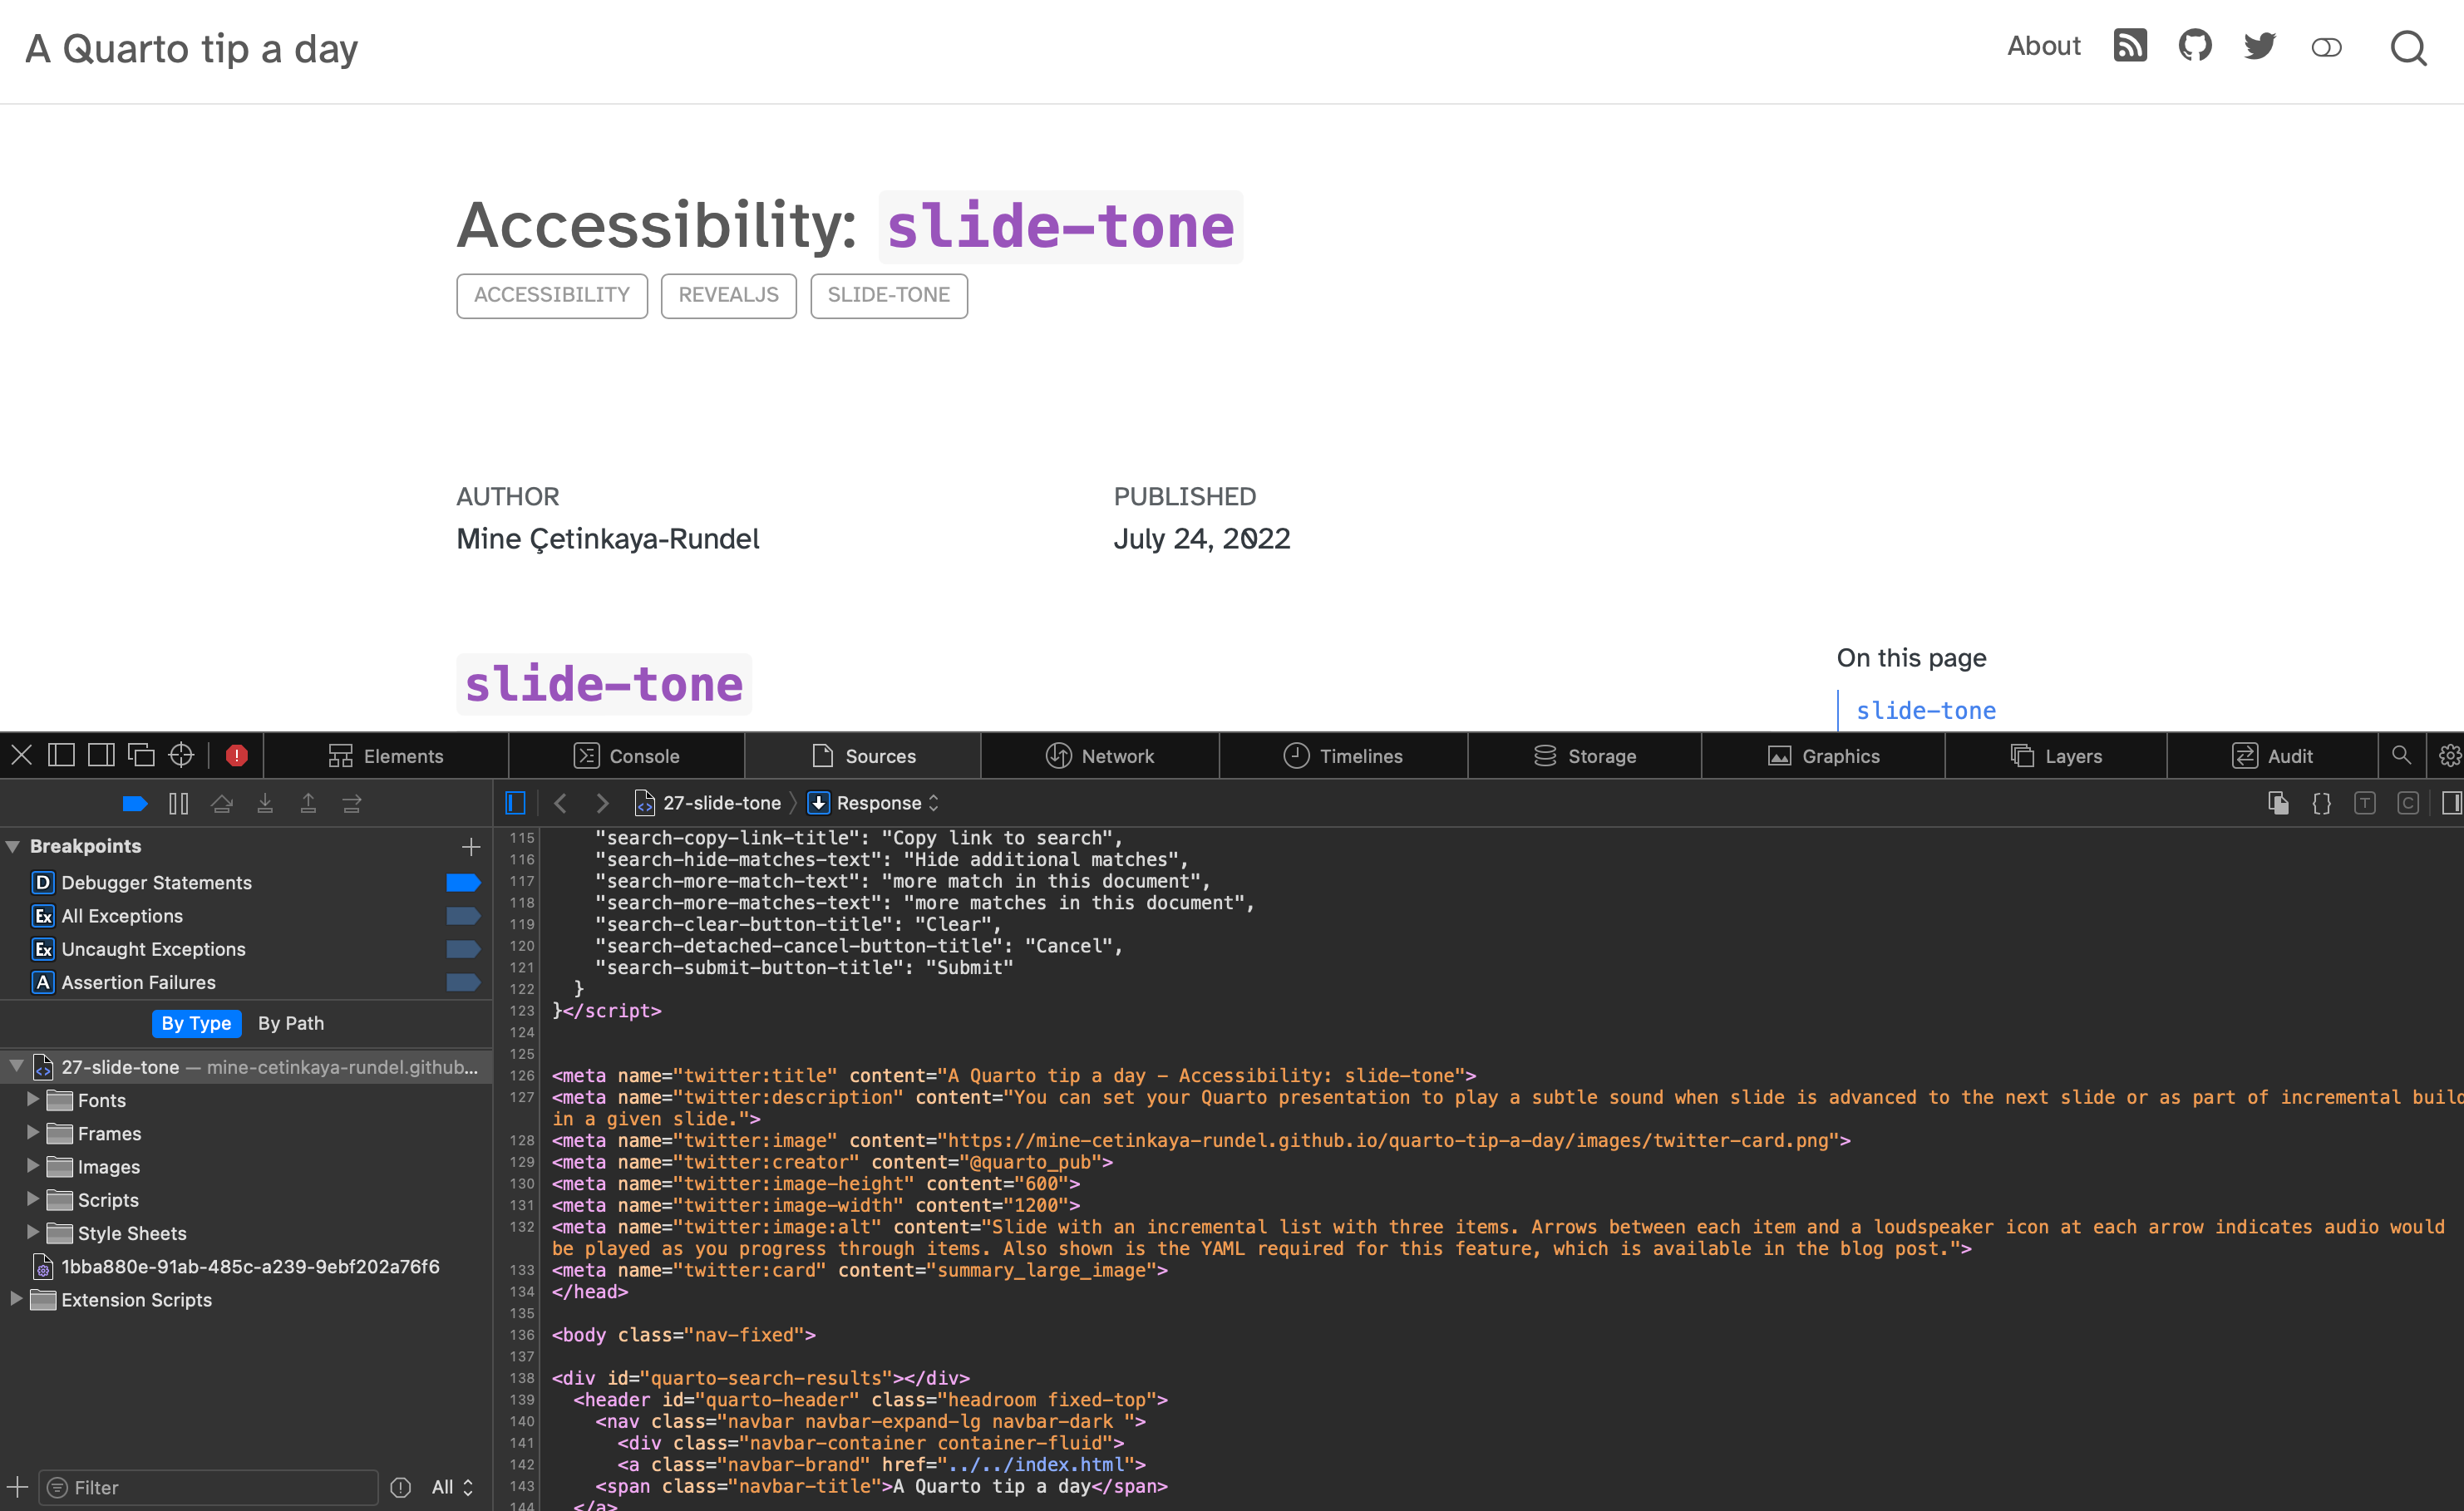 A Quarto tip a day
About
Accessibility: slide-tone
ACCESSIBILITY REVEALJS SLIDE-TONE
AUTHOR PUBLISHED
Mine Çetinkaya-Rundel July 24, 2022
slide-tone
On this page
slide-tone
Elements Console Sources Network Timelines Storage Graphics Layers Audit
27-slide-tone Response
Breakpoints
D Debugger Statements
Ex All Exceptions
Ex Uncaught Exceptions
A Assertion Failures
By Type By Path
27-slide-tone — mine-cetinkaya-rundel.github...
Fonts
Frames
Images
Scripts
Style Sheets
1bba880e-91ab-485c-a239-9ebf202a76f6
Extension Scripts
Filter All
115 "search-copy-link-title": "Copy link to search",
116 "search-hide-matches-text": "Hide additional matches",
117 "search-more-match-text": "more match in this document",
118 "search-more-matches-text": "more matches in this document",
119 "search-clear-button-title": "Clear",
120 "search-detached-cancel-button-title": "Cancel",
121 "search-submit-button-title": "Submit"
122 }
123 }</script>
124
125
126 <meta name="twitter:title" content="A Quarto tip a day - Accessibility: slide-tone">
127 <meta name="twitter:description" content="You can set your Quarto presentation to play a subtle sound when slide is advanced to the next slide or as part of incremental build
in a given slide.">
128 <meta name="twitter:image" content="https://mine-cetinkaya-rundel.github.io/quarto-tip-a-day/images/twitter-card.png">
129 <meta name="twitter:creator" content="@quarto_pub">
130 <meta name="twitter:image-height" content="600">
131 <meta name="twitter:image-width" content="1200">
132 <meta name="twitter:image:alt" content="Slide with an incremental list with three items. Arrows between each item and a loudspeaker icon at each arrow indicates audio would
be played as you progress through items. Also shown is the YAML required for this feature, which is available in the blog post.">
133 <meta name="twitter:card" content="summary_large_image">
134 </head>
135
136 <body class="nav-fixed">
137
138 <div id="quarto-search-results"></div>
139 <header id="quarto-header" class="headroom fixed-top">
140 <nav class="navbar navbar-expand-lg navbar-dark ">
141 <div class="navbar-container container-fluid">
142 <a class="navbar-brand" href="../../index.html">
143 <span class="navbar-title">A Quarto tip a day</span>
144 </a>